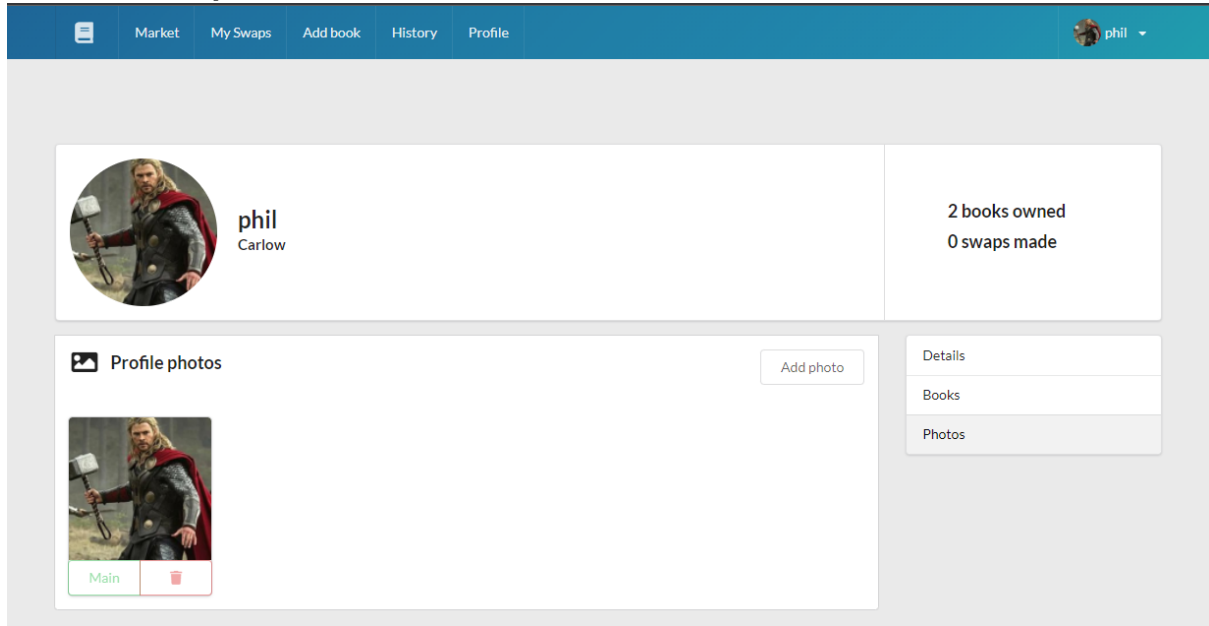 Market My Swaps Add book History Profile phil
phil
Carlow
2 books owned
0 swaps made
Profile photos
Add photo
Main
Details
Books
Photos